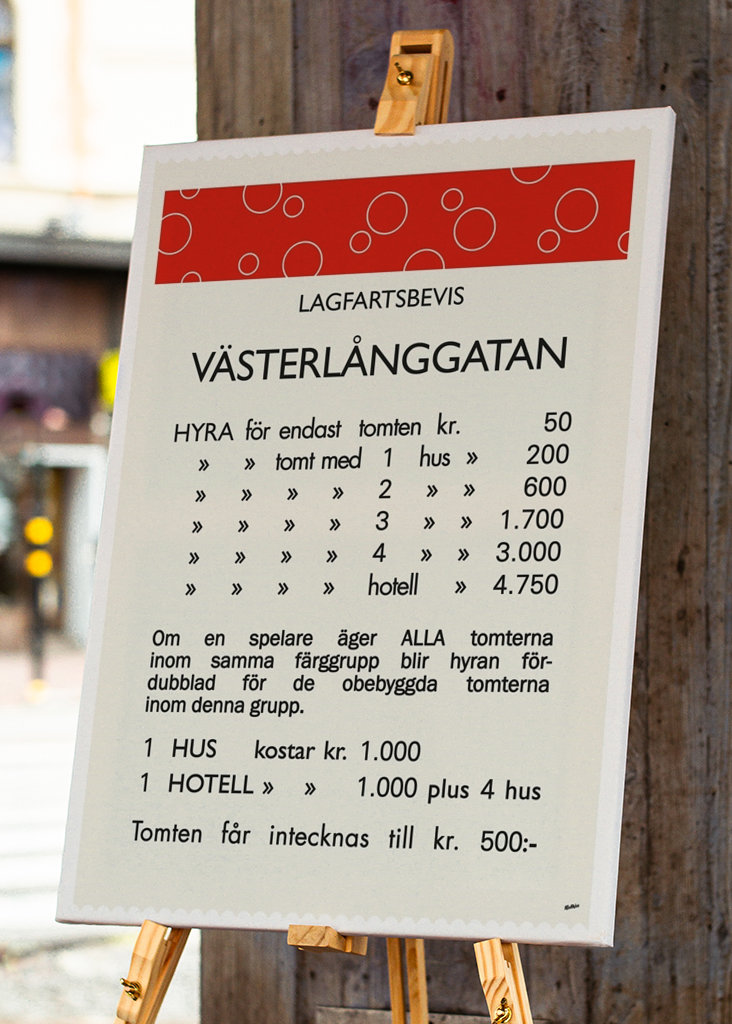 LAGFARTSBEVIS
VÄSTERLÅNGGATAN
HYRA för endast tomten kr. 50
» » tomt med 1 hus » 200
» » » » 2 » » 600
» » » » 3 » » 1.700
» » » » 4 » » 3.000
» » » » hotell » 4.750
Om en spelare äger ALLA tomterna
inom samma färggrupp blir hyran för-
dubblad för de obebyggda tomterna
inom denna grupp.
1 HUS kostar kr. 1.000
1 HOTELL » » 1.000 plus 4 hus
Tomten får intecknas till kr. 500:-